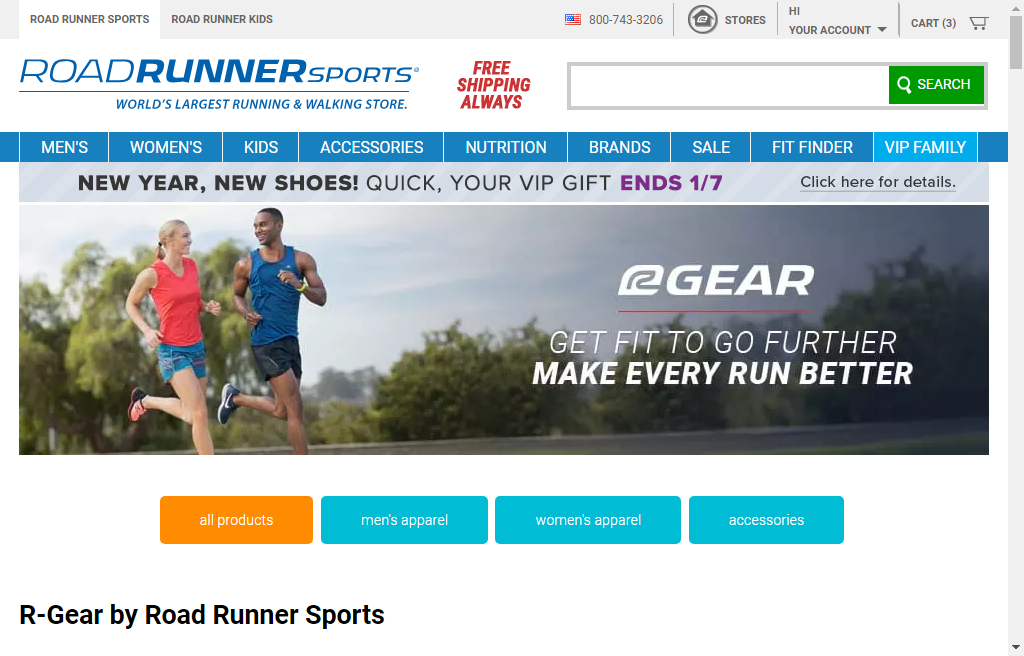 ROAD RUNNER SPORTS
ROAD RUNNER KIDS
800-743-3206
STORES
HI
YOUR ACCOUNT
CART (3)
ROADRUNNERSPORTS
WORLD'S LARGEST RUNNING & WALKING STORE.
FREE
SHIPPING
ALWAYS
SEARCH
MEN'S
WOMEN'S
KIDS
ACCESSORIES
NUTRITION
BRANDS
SALE
FIT FINDER
VIP FAMILY
NEW YEAR, NEW SHOES! QUICK, YOUR VIP GIFT ENDS 1/7
Click here for details.
GEAR
GET FIT TO GO FURTHER
MAKE EVERY RUN BETTER
all products
men's apparel
women's apparel
accessories
R-Gear by Road Runner Sports